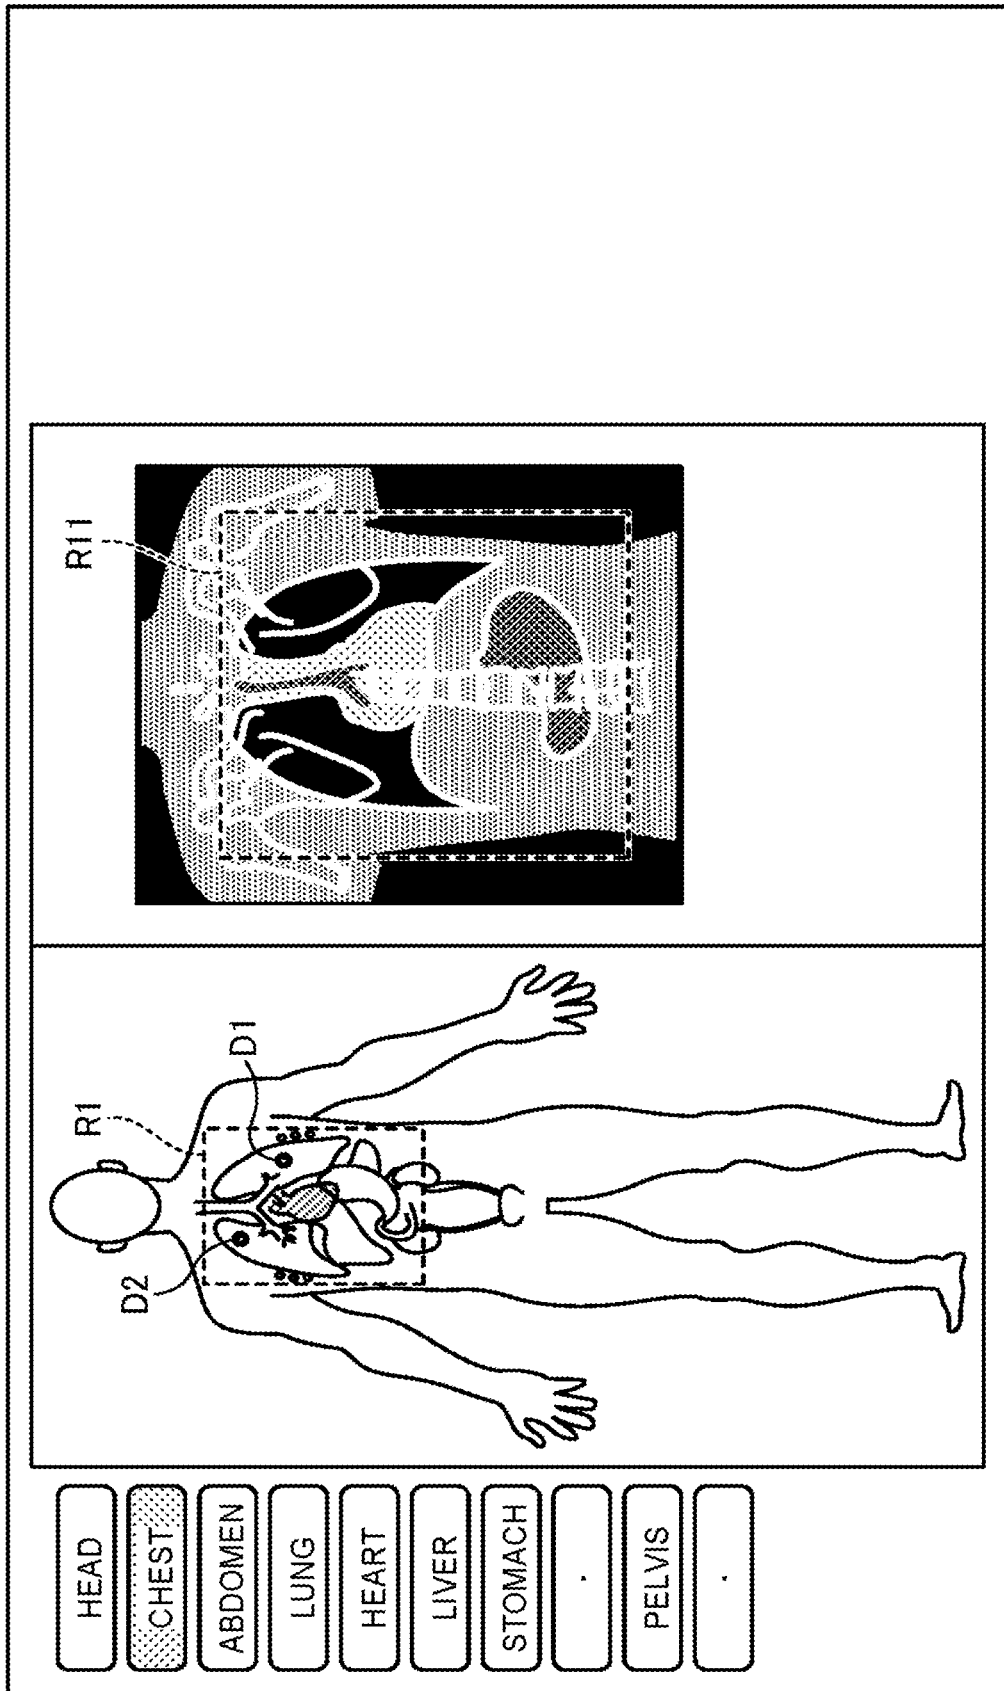 HEAD
CHEST
ABDOMEN
LUNG
HEART
LIVER
STOMACH
.
PELVIS
.
R1
D1
D2
R11